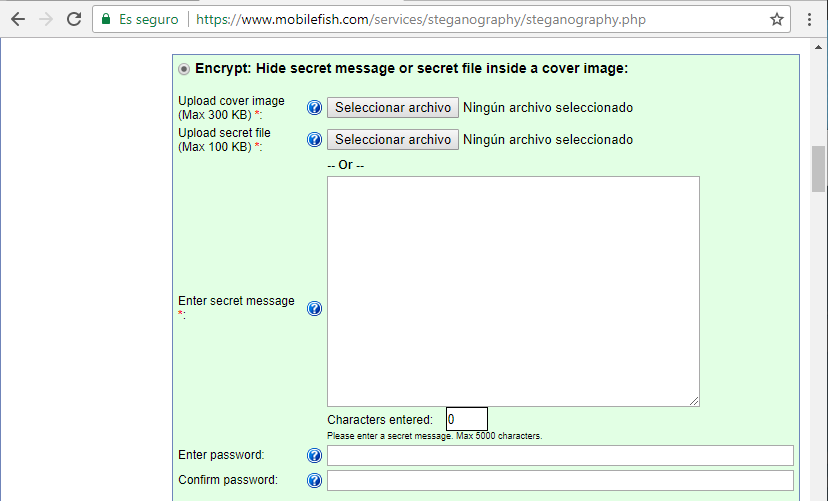 Es seguro | https://www.mobilefish.com/services/steganography/steganography.php
Encrypt: Hide secret message or secret file inside a cover image:
Upload cover image
(Max 300 KB) *:
? Seleccionar archivo Ningún archivo seleccionado
Upload secret file
(Max 100 KB) *:
? Seleccionar archivo Ningún archivo seleccionado
-- Or --
Enter secret message
*:
?
Characters entered: 0
Please enter a secret message. Max 5000 characters.
Enter password: ?
Confirm password: ?